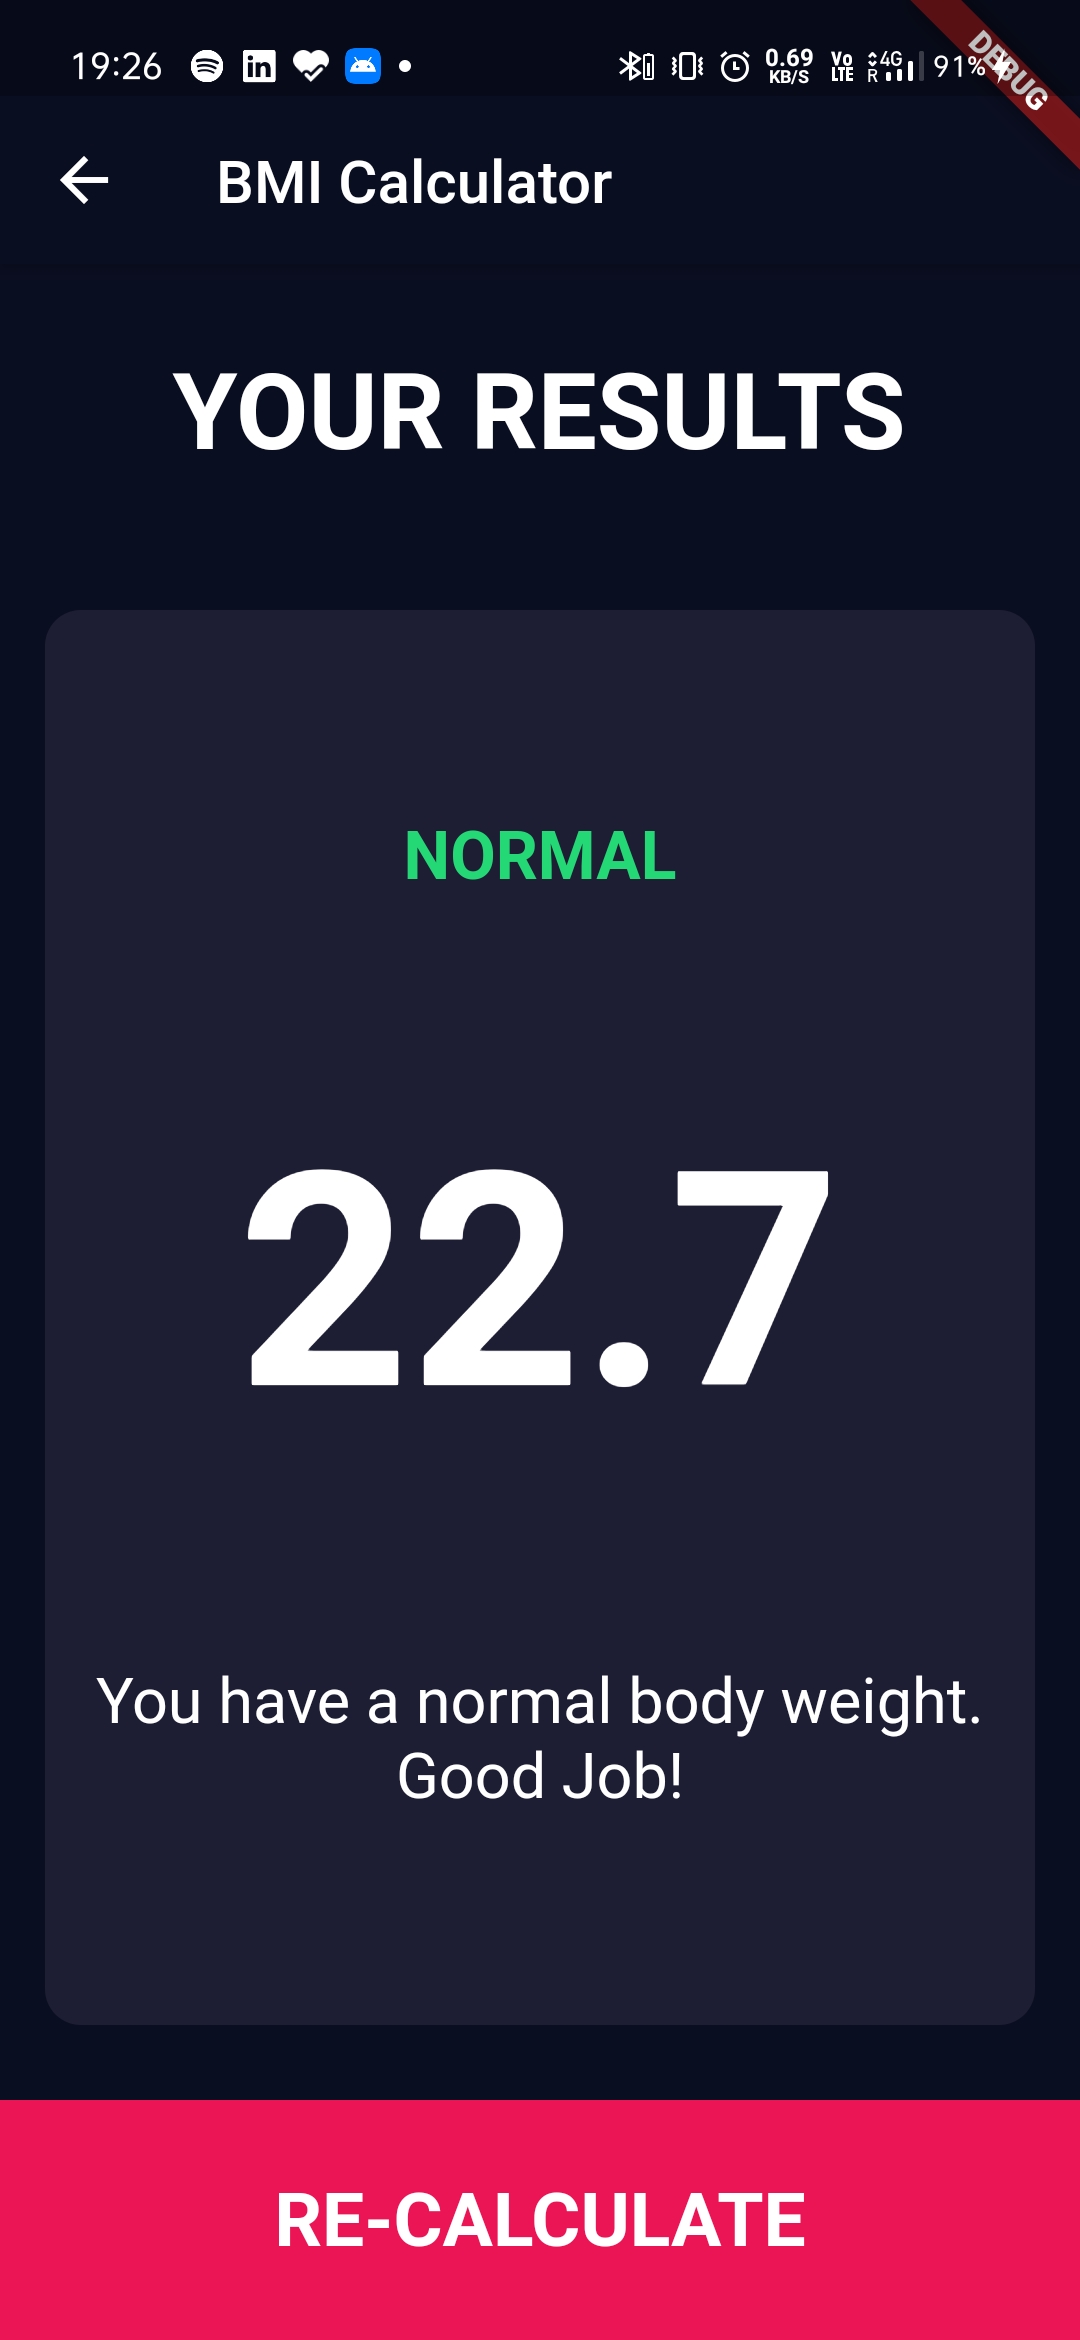 19:26 in 0.69 KB/S Vo LTE 4G R 91%
DEBUG
BMI Calculator
YOUR RESULTS
NORMAL
22.7
You have a normal body weight.
Good Job!
RE-CALCULATE